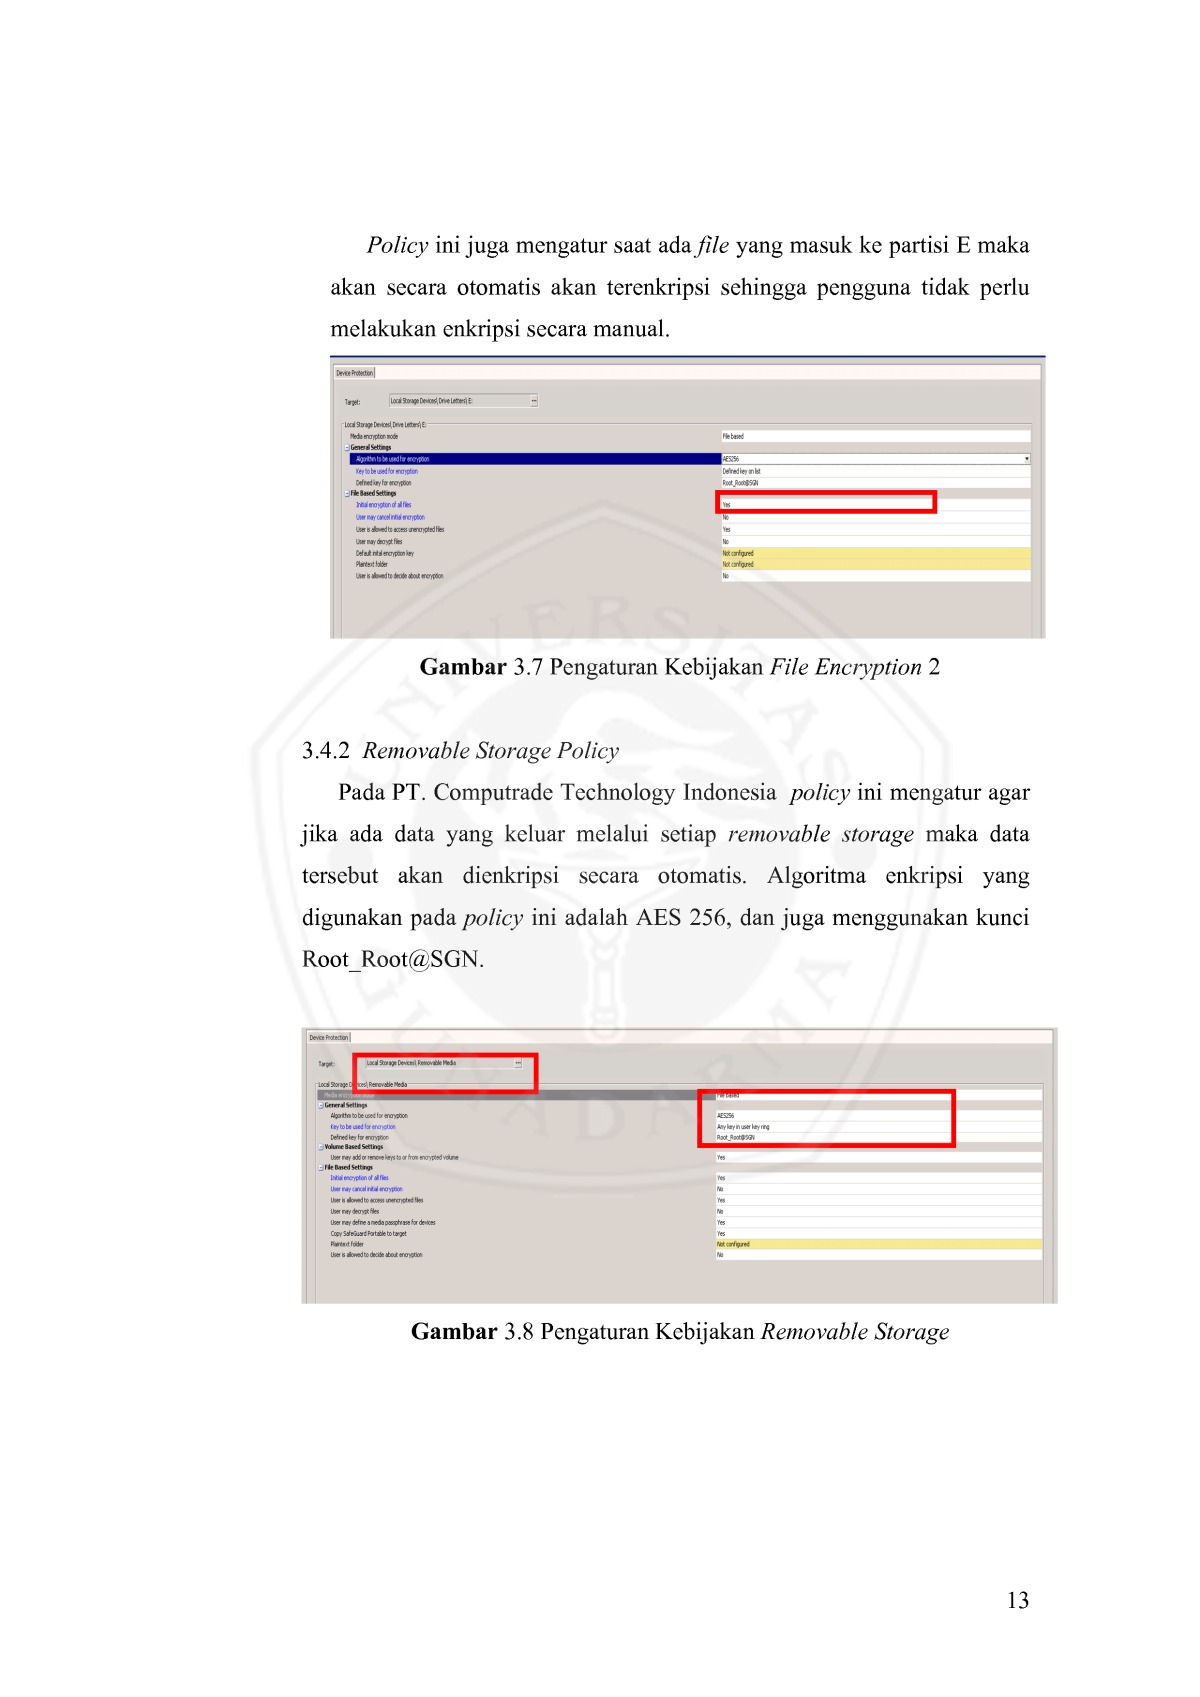 Policy ini juga mengatur saat ada file yang masuk ke partisi E maka
akan secara otomatis akan terenkripsi sehingga pengguna tidak perlu
melakukan enkripsi secara manual.
Device Protection
Target: Local Storage Devices\ Drive Letters\ E: ...
Local Storage Devices\ Drive Letters\ E:
Media encryption mode File based
General Settings
Algorithm to be used for encryption AES256
Key to be used for encryption Defined key on list
Defined key for encryption Root_Root@SGN
File Based Settings
Initial encryption of all files Yes
User may cancel initial encryption No
User is allowed to access unencrypted files Yes
User may decrypt files No
Default inital encryption key Not configured
Plaintext folder Not configured
User is allowed to decide about encryption No
Gambar 3.7 Pengaturan Kebijakan File Encryption 2
3.4.2 Removable Storage Policy
Pada PT. Computrade Technology Indonesia policy ini mengatur agar
jika ada data yang keluar melalui setiap removable storage maka data
tersebut akan dienkripsi secara otomatis. Algoritma enkripsi yang
digunakan pada policy ini adalah AES 256, dan juga menggunakan kunci
Root_Root@SGN.
Device Protection
Target: Local Storage Devices\ Removable Media ...
Local Storage Devices\ Removable Media
Media encryption mode File based
General Settings
Algorithm to be used for encryption AES256
Key to be used for encryption Any key in user key ring
Defined key for encryption Root_Root@SGN
Volume Based Settings
User may add or remove keys to or from encrypted volume Yes
File Based Settings
Initial encryption of all files Yes
User may cancel initial encryption No
User is allowed to access unencrypted files Yes
User may decrypt files No
User may define a media passphrase for devices Yes
Copy SafeGuard Portable to target Yes
Plaintext folder Not configured
User is allowed to decide about encryption No
Gambar 3.8 Pengaturan Kebijakan Removable Storage
UNIVERSITAS
GUNADARMA
13